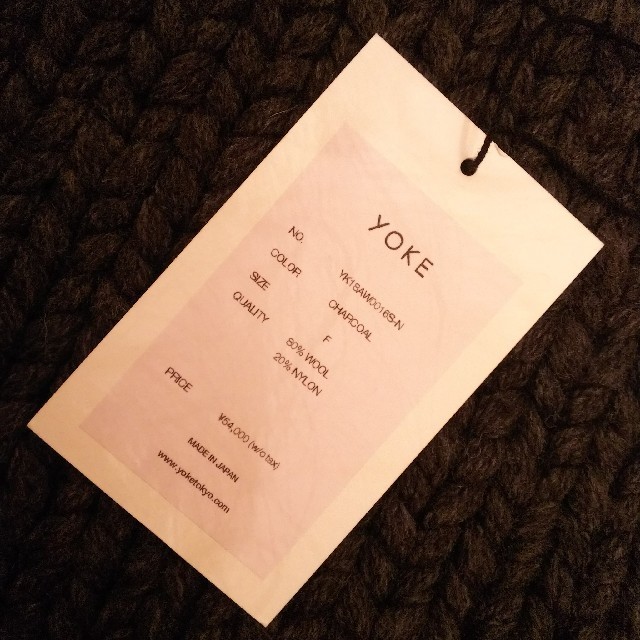 YOKE
NO. YK18AW0016S-N
COLOR CHARCOAL
SIZE F
QUALITY 80% WOOL
20% NYLON
PRICE ¥64,000 (w/o tax)
MADE IN JAPAN
www.yoketokyo.com